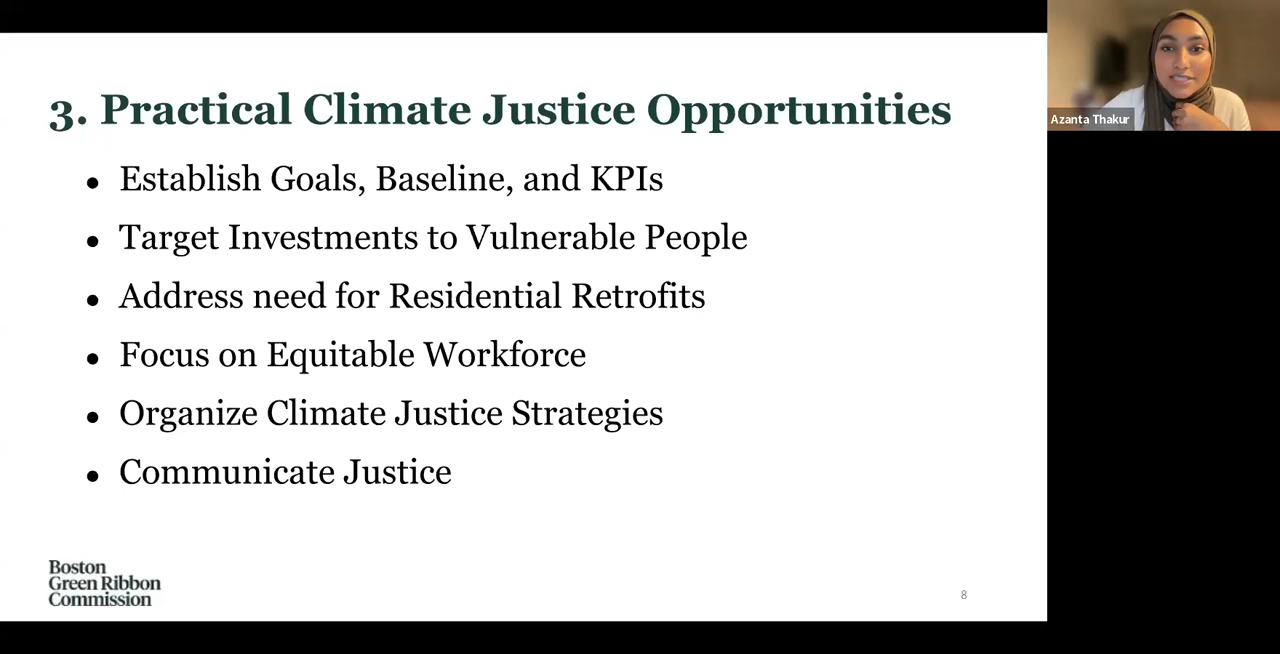 3. Practical Climate Justice Opportunities
● Establish Goals, Baseline, and KPIs
● Target Investments to Vulnerable People
● Address need for Residential Retrofits
● Focus on Equitable Workforce
● Organize Climate Justice Strategies
● Communicate Justice
Boston
Green Ribbon
Commission
8
Azanta Thakur